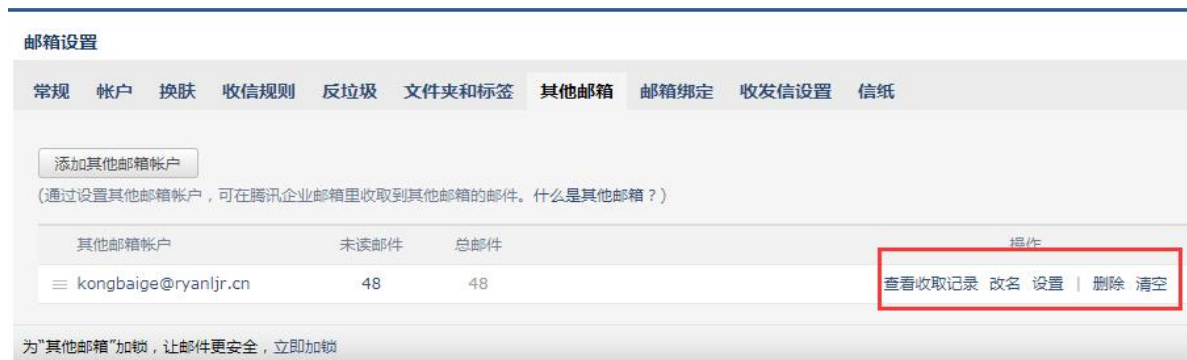 邮箱设置
常规 帐户 换肤 收信规则 反垃圾 文件夹和标签 其他邮箱 邮箱绑定 收发信设置 信纸
添加其他邮箱帐户
(通过设置其他邮箱帐户，可在腾讯企业邮箱里收取到其他邮箱的邮件。什么是其他邮箱？)
其他邮箱帐户 未读邮件 总邮件 操作
kongbaige@ryanljr.cn 48 48 查看收取记录 改名 设置 | 删除 清空
为"其他邮箱"加锁，让邮件更安全，立即加锁